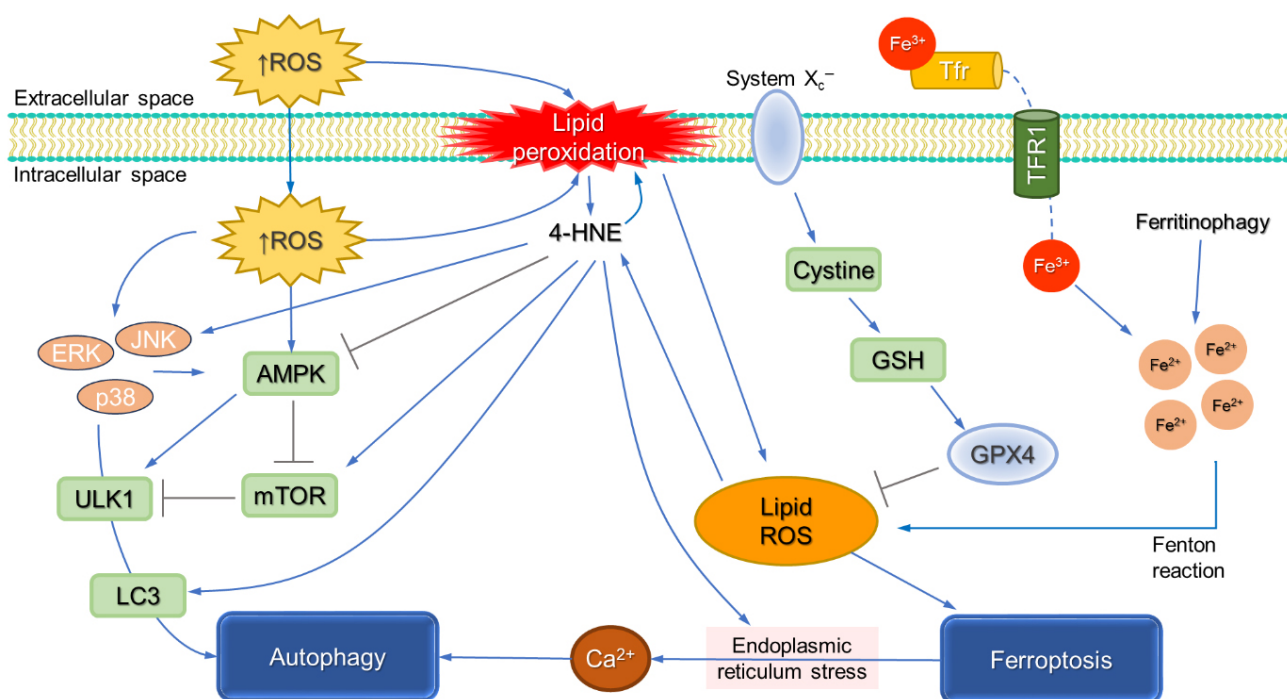 ↑ROS
Fe³⁺
Tfr
System X꜀⁻
Extracellular space
Lipid
peroxidation
TFR1
Intracellular space
↑ROS
4-HNE
Ferritinophagy
Cystine
Fe³⁺
JNK
ERK
Fe²⁺
Fe²⁺
AMPK
GSH
p38
Fe²⁺
Fe²⁺
GPX4
ULK1
mTOR
Lipid
ROS
Fenton
reaction
LC3
Autophagy
Ca²⁺
Endoplasmic
reticulum stress
Ferroptosis